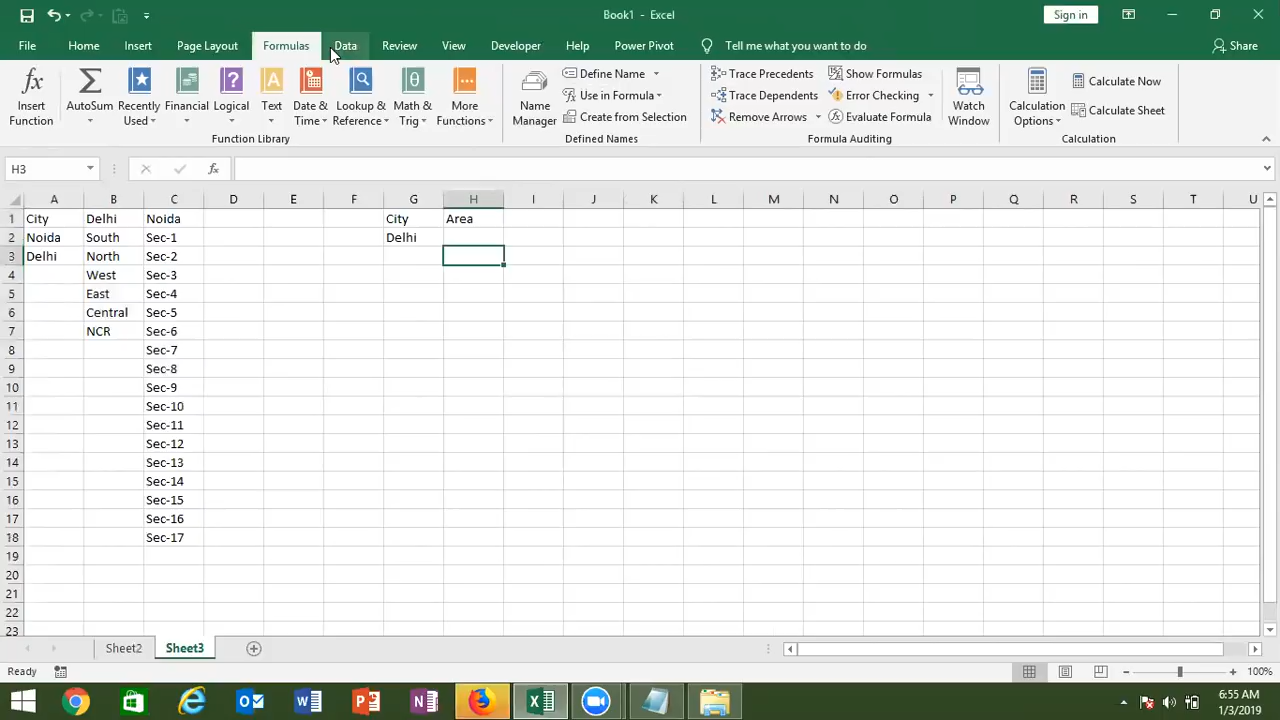 Book1 - Excel
Sign in
File Home Insert Page Layout Formulas Data Review View Developer Help Power Pivot Tell me what you want to do Share
Insert Function
AutoSum
Recently Used
Financial
Logical
Text
Date & Time
Lookup & Reference
Math & Trig
More Functions
Function Library
Name Manager
Define Name
Use in Formula
Create from Selection
Defined Names
Trace Precedents
Trace Dependents
Remove Arrows
Show Formulas
Error Checking
Evaluate Formula
Watch Window
Formula Auditing
Calculation Options
Calculate Now
Calculate Sheet
Calculation
H3 fx
A B C D E F G H I J K L M N O P Q R S T U
1 City Delhi Noida City Area
2 Noida South Sec-1 Delhi
3 Delhi North Sec-2
4 West Sec-3
5 East Sec-4
6 Central Sec-5
7 NCR Sec-6
8 Sec-7
9 Sec-8
10 Sec-9
11 Sec-10
12 Sec-11
13 Sec-12
14 Sec-13
15 Sec-14
16 Sec-15
17 Sec-16
18 Sec-17
19
20
21
22
23
Sheet2 Sheet3
Ready 100%
6:55 AM
1/3/2019